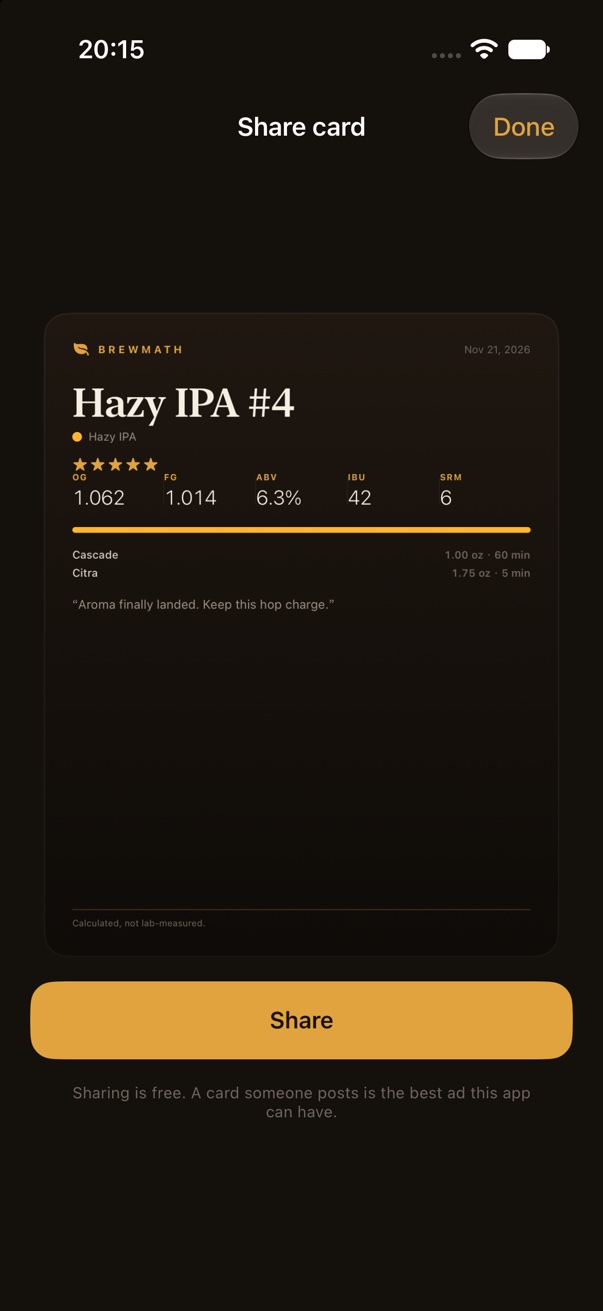 20:15
Share card
Done
BREWMATH
Nov 21, 2026
Hazy IPA #4
Hazy IPA
OG FG ABV IBU SRM
1.062 1.014 6.3% 42 6
Cascade 1.00 oz · 60 min
Citra 1.75 oz · 5 min
“Aroma finally landed. Keep this hop charge.”
Calculated, not lab-measured.
Share
Sharing is free. A card someone posts is the best ad this app
can have.